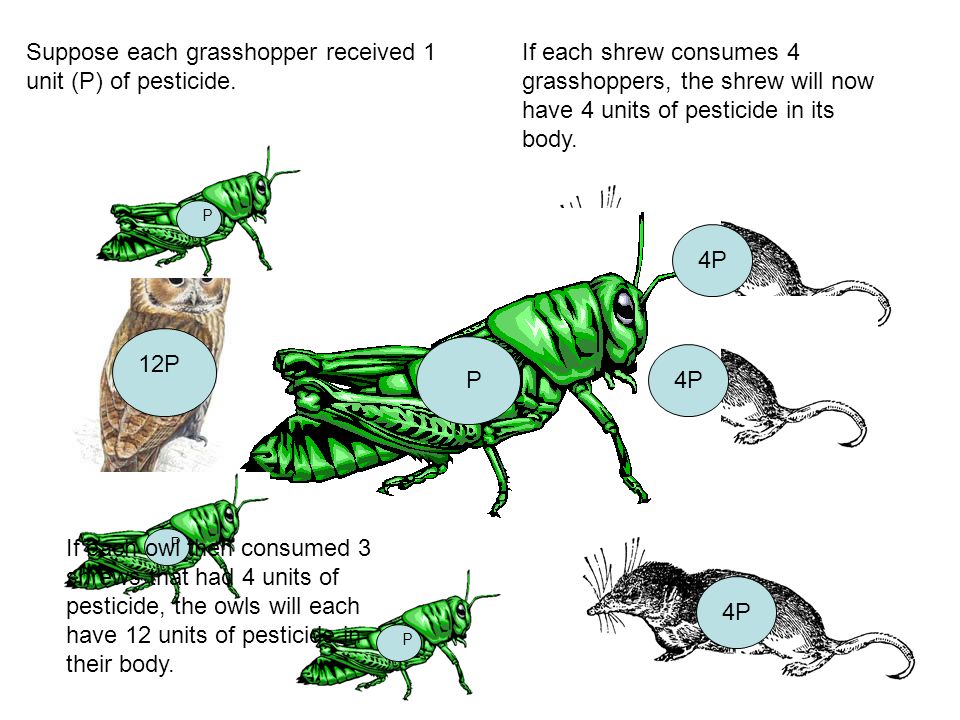 Suppose each grasshopper received 1
unit (P) of pesticide.
If each shrew consumes 4
grasshoppers, the shrew will now
have 4 units of pesticide in its
body.
P
4P
12P
P
4P
P
If each owl then consumed 3
shrews that had 4 units of
pesticide, the owls will each
have 12 units of pesticide in
their body.
4P
P